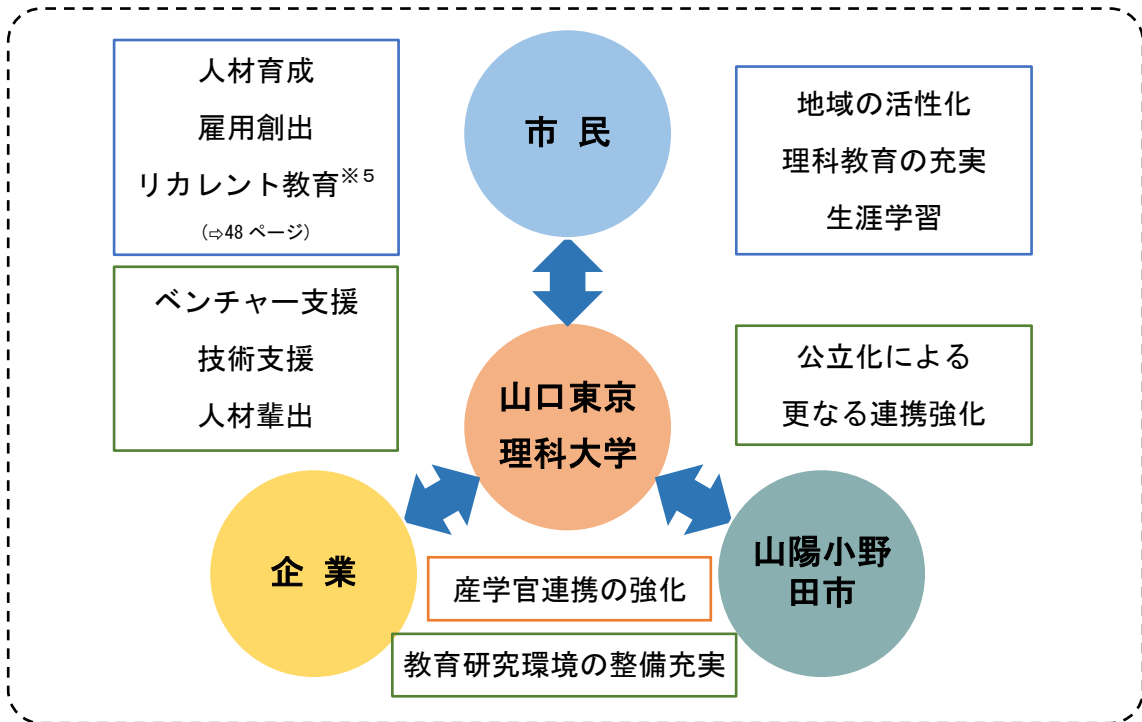 人材育成
雇用創出
リカレント教育※5
（⇨48 ページ）
市 民
地域の活性化
理科教育の充実
生涯学習
ベンチャー支援
技術支援
人材輩出
山口東京
理科大学
公立化による
更なる連携強化
企 業
産学官連携の強化
山陽小野
田市
教育研究環境の整備充実